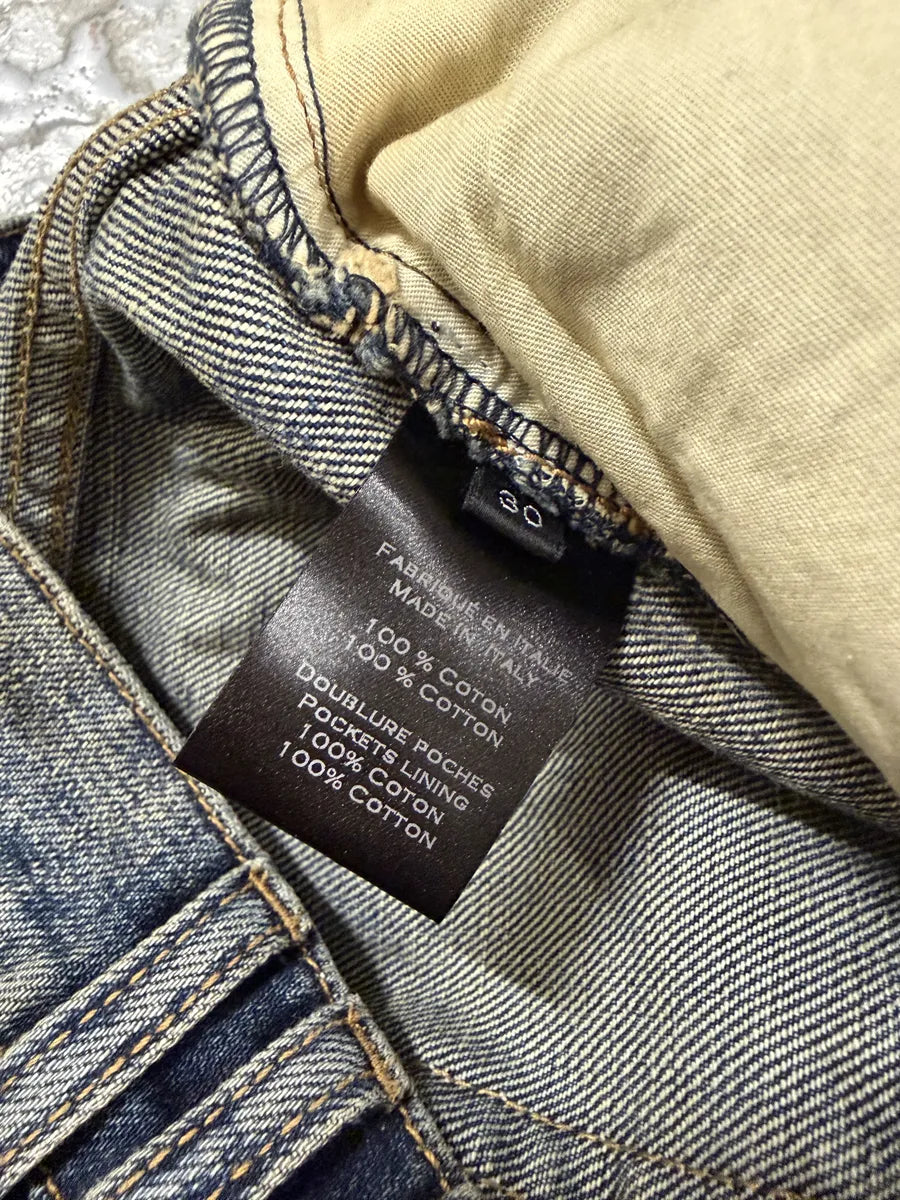 30
FABRIQUÉ EN ITALIE
MADE IN ITALY
100 % COTON
100 % COTTON
DOUBLURE POCHES
POCKETS LINING
100% COTON
100% COTTON